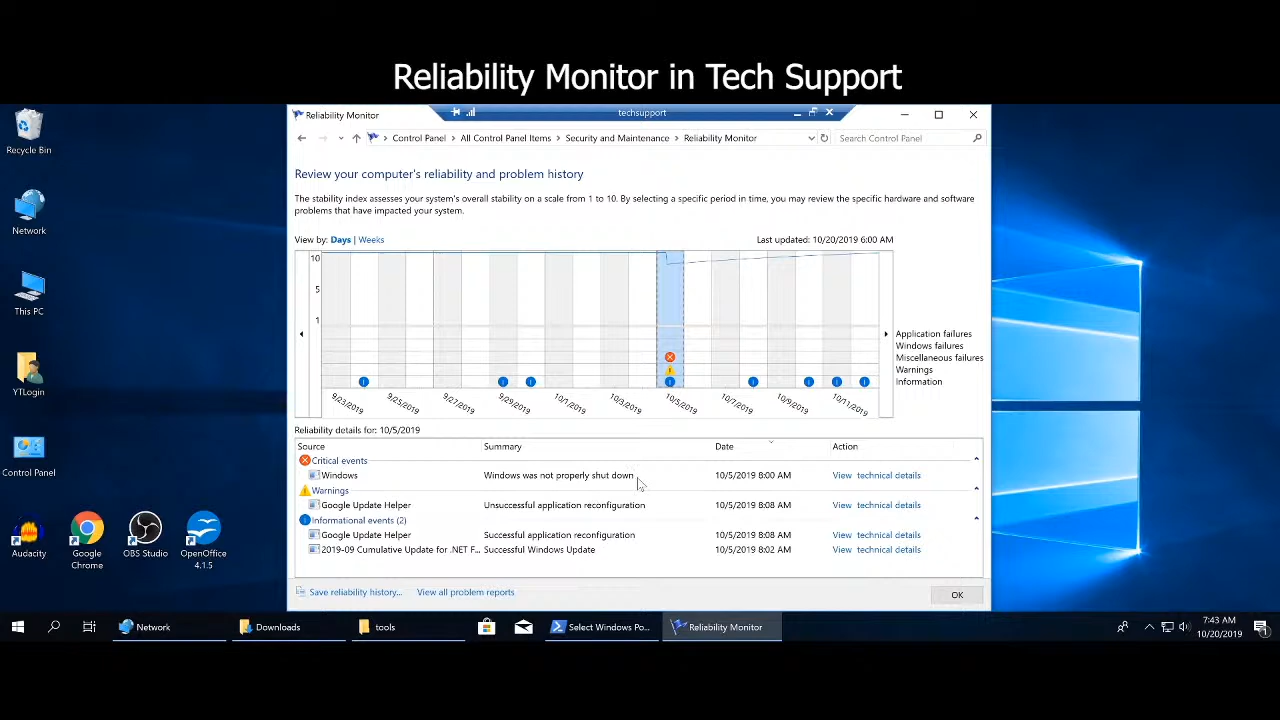 Reliability Monitor in Tech Support
Recycle Bin
Network
This PC
YTLogin
Control Panel
Audacity
Google
Chrome
OBS Studio
OpenOffice
4.1.5
Reliability Monitor
techsupport
Control Panel > All Control Panel Items > Security and Maintenance > Reliability Monitor
Search Control Panel
Review your computer's reliability and problem history
The stability index assesses your system's overall stability on a scale from 1 to 10. By selecting a specific period in time, you may review the specific hardware and software
problems that have impacted your system.
View by: Days | Weeks
Last updated: 10/20/2019 6:00 AM
10
5
1
Application failures
Windows failures
Miscellaneous failures
Warnings
Information
9/23/2019 9/25/2019 9/27/2019 9/29/2019 10/1/2019 10/3/2019 10/5/2019 10/7/2019 10/9/2019 10/11/2019
Reliability details for: 10/5/2019
Source Summary Date Action
Critical events
Windows Windows was not properly shut down 10/5/2019 8:00 AM View technical details
Warnings
Google Update Helper Unsuccessful application reconfiguration 10/5/2019 8:08 AM View technical details
Informational events (2)
Google Update Helper Successful application reconfiguration 10/5/2019 8:08 AM View technical details
2019-09 Cumulative Update for .NET F... Successful Windows Update 10/5/2019 8:02 AM View technical details
Save reliability history... View all problem reports
OK
Network
Downloads
tools
Select Windows Po...
Reliability Monitor
7:43 AM
10/20/2019
1